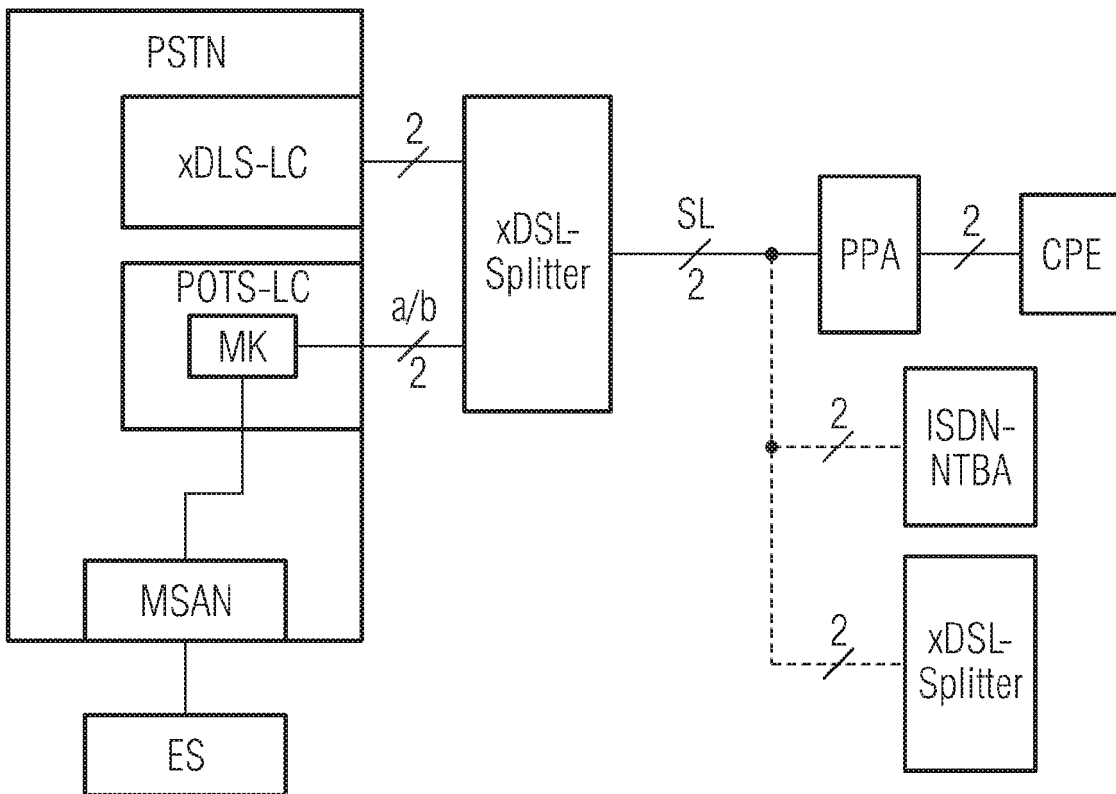 PSTN
xDLS-LC
2
xDSL-
Splitter
POTS-LC
MK
a/b
2
SL
2
PPA
2
CPE
2
ISDN-
NTBA
2
xDSL-
Splitter
MSAN
ES